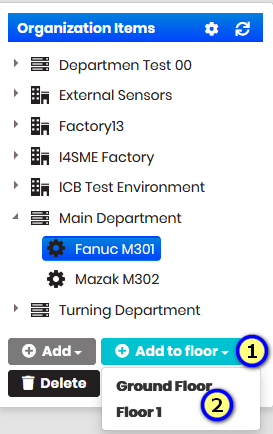 Organization Items
Departmen Test 00
External Sensors
Factory13
I4SME Factory
ICB Test Environment
Main Department
Fanuc M301
Mazak M302
Turning Department
Add Add to floor 1
Delete Ground Floor 2
Floor 1